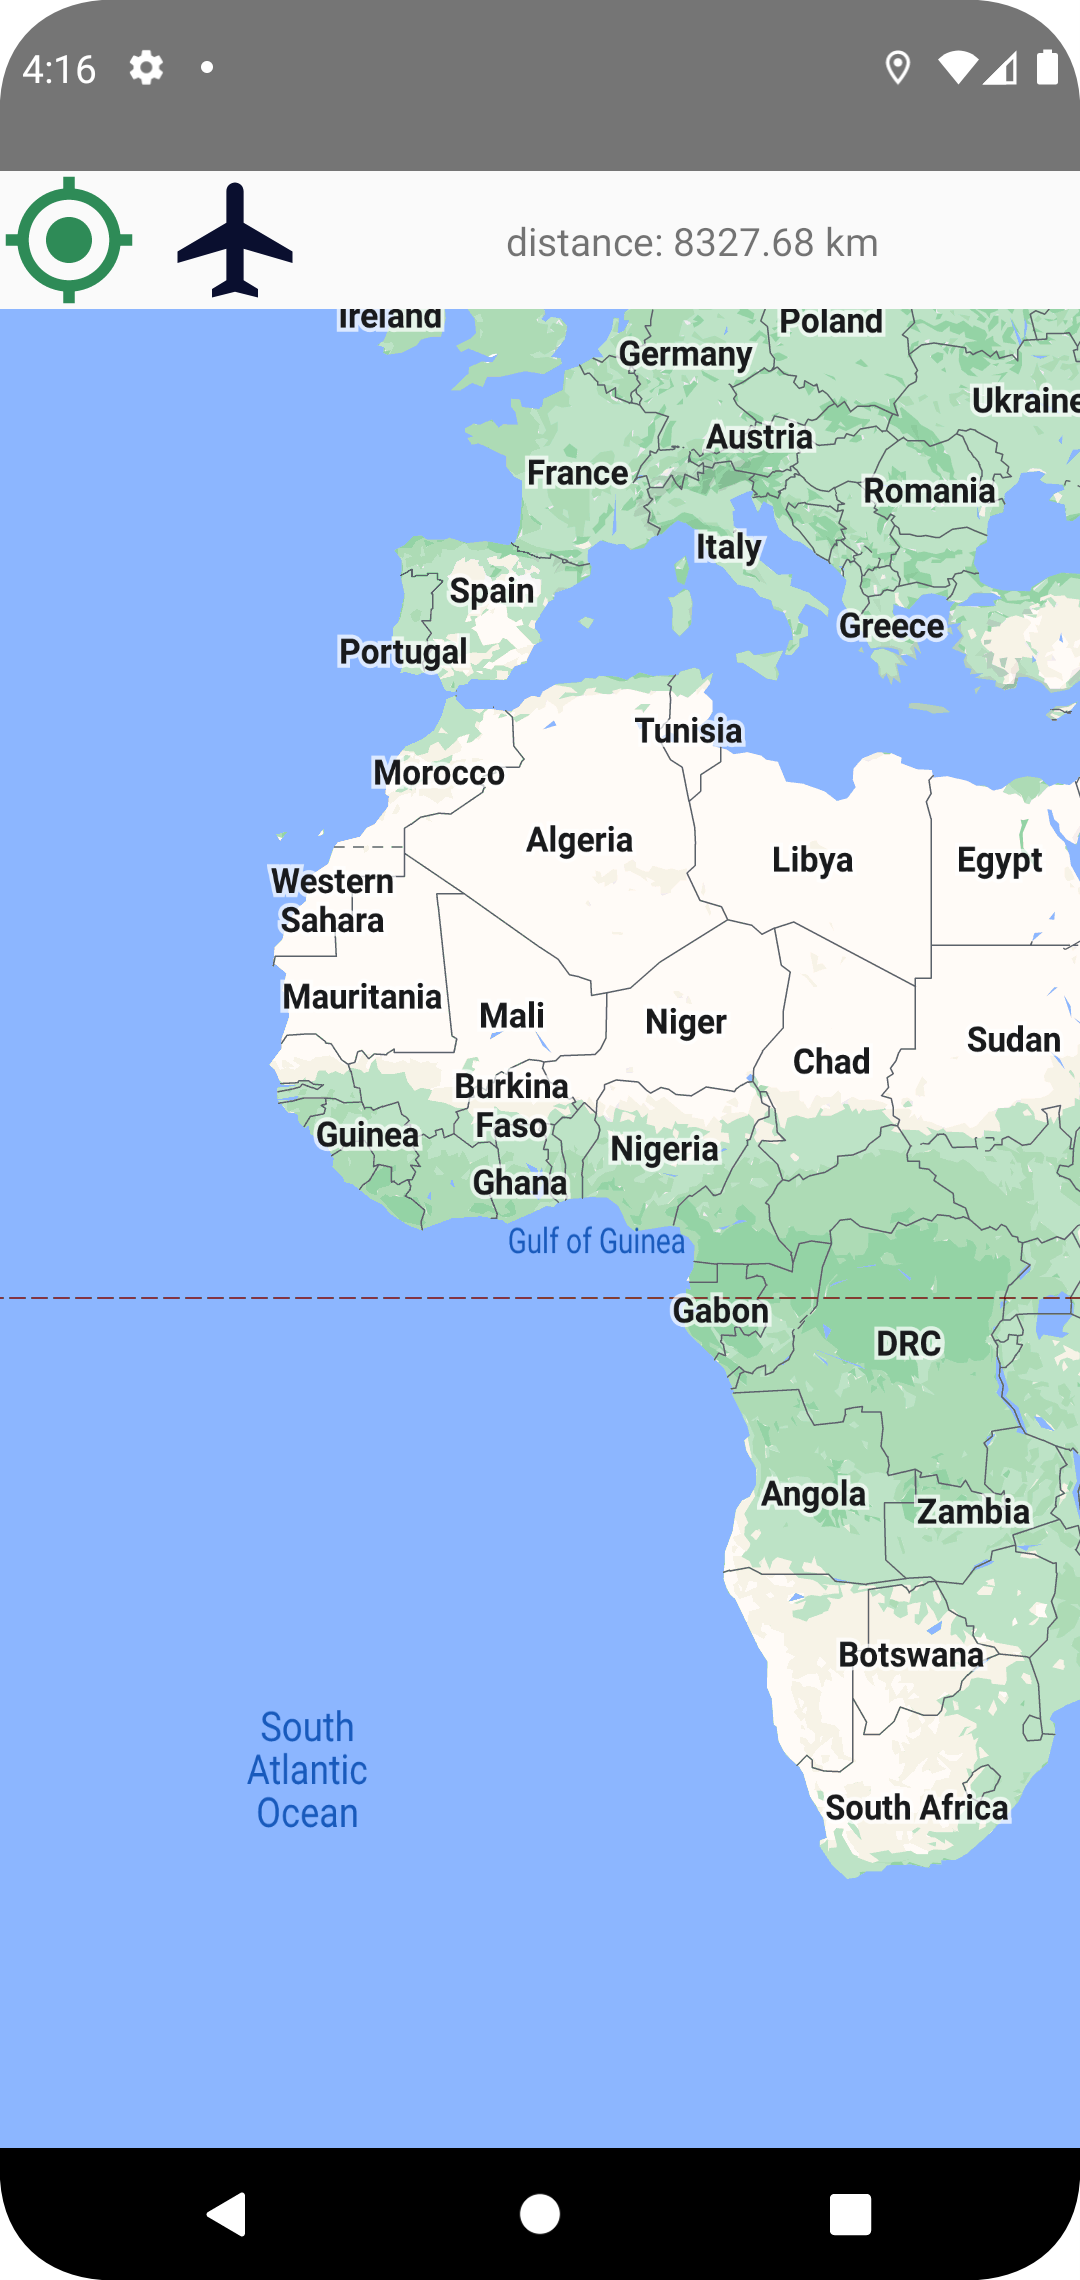 4:16
distance: 8327.68 km
Ireland
Poland
Germany
Ukraine
Austria
France
Romania
Italy
Spain
Greece
Portugal
Tunisia
Morocco
Algeria
Libya
Egypt
Western
Sahara
Mauritania
Mali
Niger
Sudan
Chad
Burkina
Faso
Guinea
Nigeria
Ghana
Gulf of Guinea
Gabon
DRC
Angola
Zambia
Botswana
South
Atlantic
Ocean
South Africa